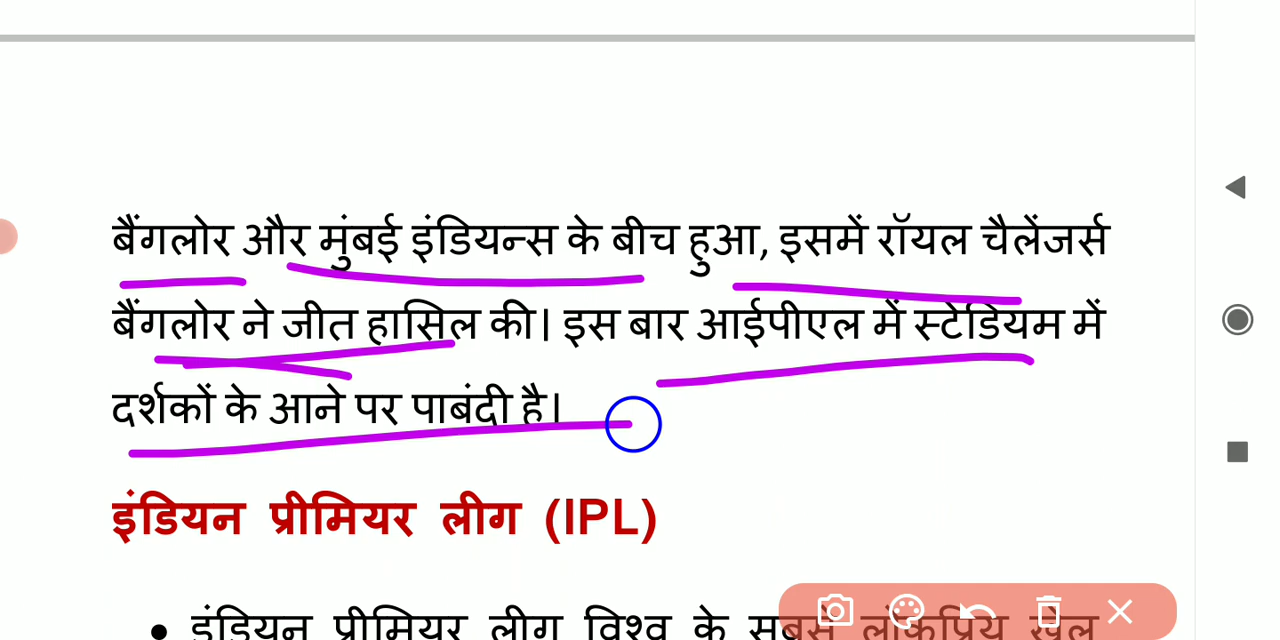 बैंगलोर और मुंबई इंडियन्स के बीच हुआ, इसमें रॉयल चैलेंजर्स
बैंगलोर ने जीत हासिल की। इस बार आईपीएल में स्टेडियम में
दर्शकों के आने पर पाबंदी है।
इंडियन प्रीमियर लीग (IPL)
• इंडियन प्रीमियर लीग विश्व के सबसे लोकप्रिय खेल